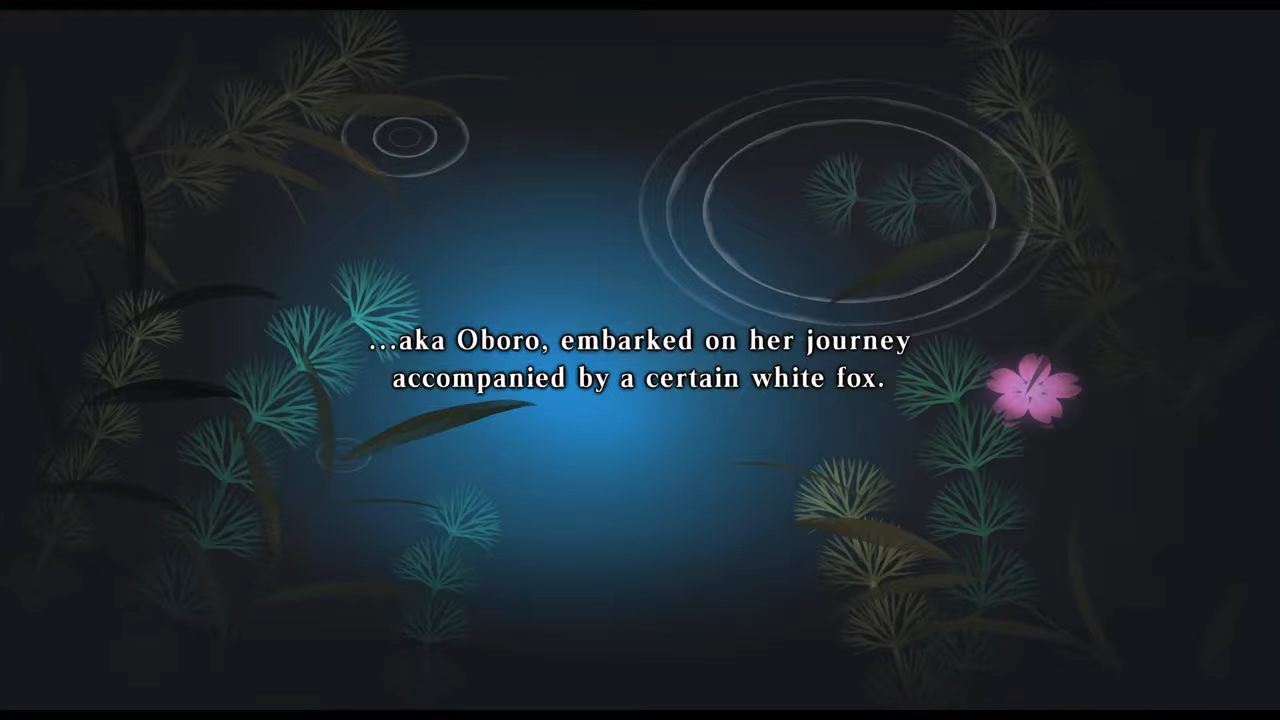 ...aka Oboro, embarked on her journey
accompanied by a certain white fox.